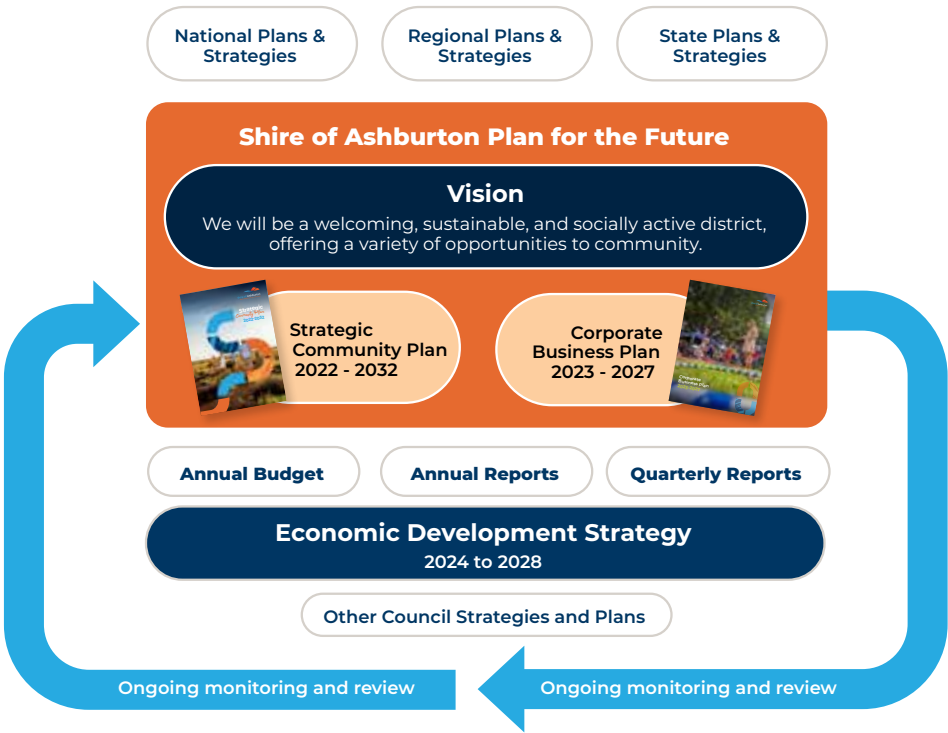 National Plans &
Strategies
Regional Plans &
Strategies
State Plans &
Strategies
Shire of Ashburton Plan for the Future
Vision
We will be a welcoming, sustainable, and socially active district,
offering a variety of opportunities to community.
Strategic
Community Plan
2022 - 2032
Corporate
Business Plan
2023 - 2027
Corporate
Business Plan
Annual Budget
Annual Reports
Quarterly Reports
Economic Development Strategy
2024 to 2028
Other Council Strategies and Plans
Ongoing monitoring and review
Ongoing monitoring and review